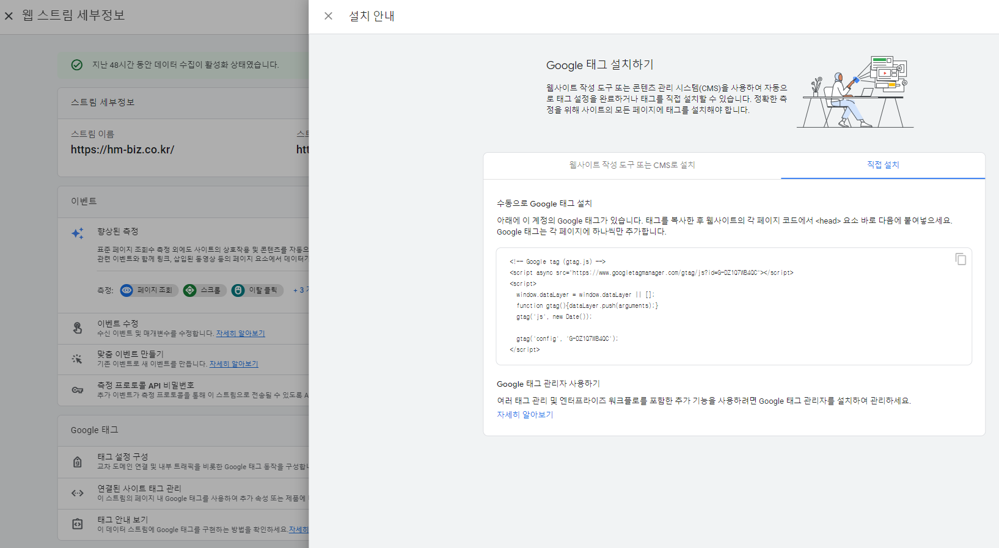 웹 스트림 세부정보
지난 48시간 동안 데이터 수집이 활성화 상태였습니다.
스트림 세부정보
스트림 이름
https://hm-biz.co.kr/
이벤트
향상된 측정
표준 페이지 조회수 측정 외에도 사이트의 상호작용 및 콘텐츠를 자동으
관련 이벤트와 함께 링크, 삽입된 동영상 등의 페이지 요소에서 데이터가
측정: 페이지 조회 스크롤 이탈 클릭 + 3
이벤트 수정
수신 이벤트 및 매개변수를 수정합니다. 자세히 알아보기
맞춤 이벤트 만들기
기존 이벤트로 새 이벤트를 만듭니다. 자세히 알아보기
측정 프로토콜 API 비밀번호
추가 이벤트가 측정 프로토콜을 통해 이 스트림으로 전송될 수 있도록 A
Google 태그
태그 설정 구성
교차 도메인 연결 및 내부 트래픽을 비롯한 Google 태그 동작을 구성합니
연결된 사이트 태그 관리
이 스트림의 페이지 내 Google 태그를 사용하여 추가 속성 또는 제품에
태그 안내 보기
이 데이터 스트림에 Google 태그를 구현하는 방법을 확인하세요.자세히
설치 안내
Google 태그 설치하기
웹사이트 작성 도구 또는 콘텐츠 관리 시스템(CMS)을 사용하여 자동으
로 태그 설정을 완료하거나 태그를 직접 설치할 수 있습니다. 정확한 측
정을 위해 사이트의 모든 페이지에 태그를 설치해야 합니다.
웹사이트 작성 도구 또는 CMS로 설치
직접 설치
수동으로 Google 태그 설치
아래에 이 계정의 Google 태그가 있습니다. 태그를 복사한 후 웹사이트의 각 페이지 코드에서 <head> 요소 바로 다음에 붙여넣으세요.
Google 태그는 각 페이지에 하나씩만 추가합니다.
<!-- Google tag (gtag.js) -->
<script async src="https://www.googletagmanager.com/gtag/js?id=G-DZ1Q7WB4QC"></script>
<script>
window.dataLayer = window.dataLayer || [];
function gtag(){dataLayer.push(arguments);}
gtag('js', new Date());
gtag('config', 'G-DZ1Q7WB4QC');
</script>
Google 태그 관리자 사용하기
여러 태그 관리 및 엔터프라이즈 워크플로를 포함한 추가 기능을 사용하려면 Google 태그 관리자를 설치하여 관리하세요.
자세히 알아보기